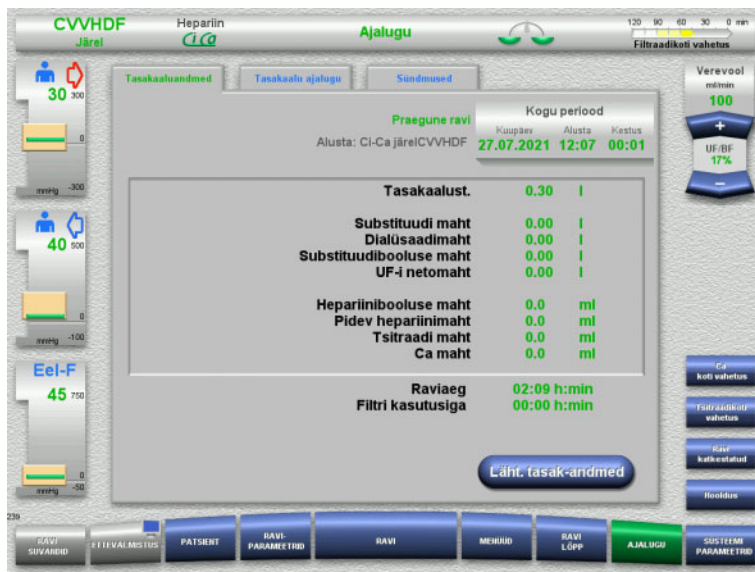 CVVHDF
Järel
Hepariin
Ci Ca
Ajalugu
120 90 60 30 0 min
Filtraadikoti vahetus
30 300
0
mmHg -300
40 500
0
mmHg -100
Eel-F
45 750
0
mmHg -50
Verevool
ml/min
100
+
UF/BF
17%
−
Tasakaaluandmed
Tasakaalu ajalugu
Sündmused
Praegune ravi
Alusta: Ci-Ca järelCVVHDF
Kogu periood
Kuupäev Alusta Kestus
27.07.2021 12:07 00:01
Tasakaalust. 0.30 l
Substituudi maht 0.00 l
Dialüsaadimaht 0.00 l
Substituudibooluse maht 0.00 l
UF-i netomaht 0.00 l
Hepariinibooluse maht 0.0 ml
Pidev hepariinimaht 0.0 ml
Tsitraadi maht 0.0 ml
Ca maht 0.0 ml
Raviaeg 02:09 h:min
Filtri kasutusiga 00:00 h:min
Läht. tasak-andmed
Ca
koti vahetus
Tsitraadikoti
vahetus
Ravi
katkestatud
Hooldus
239
RAVI
SUVANDID
ETTEVALMISTUS
PATSIENT
RAVI-
PARAMEETRID
RAVI
MENÜÜD
RAVI
LÕPP
AJALUGU
SÜSTEEMI
PARAMEETRID